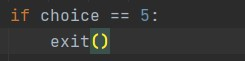 if choice == 5:
    exit()